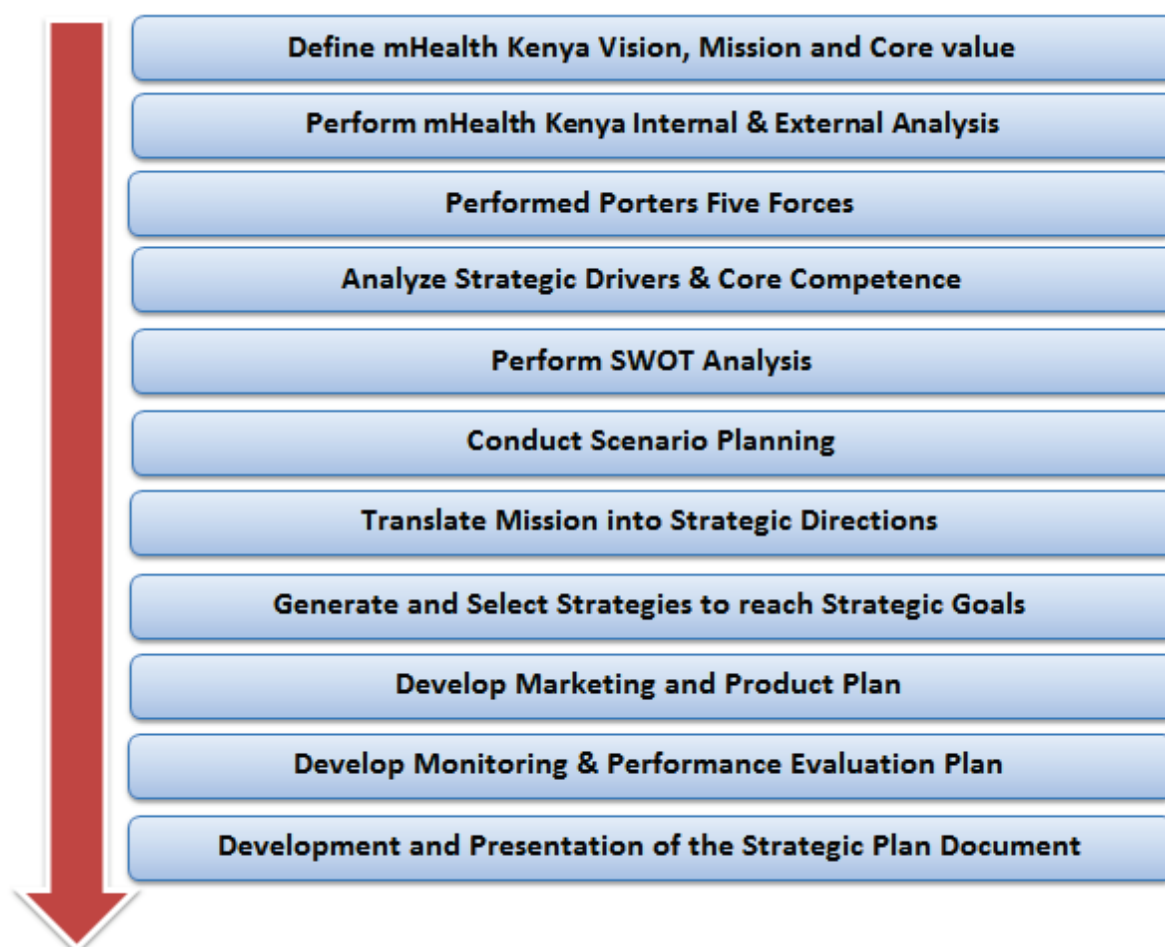 Define mHealth Kenya Vision, Mission and Core value
Perform mHealth Kenya Internal & External Analysis
Performed Porters Five Forces
Analyze Strategic Drivers & Core Competence
Perform SWOT Analysis
Conduct Scenario Planning
Translate Mission into Strategic Directions
Generate and Select Strategies to reach Strategic Goals
Develop Marketing and Product Plan
Develop Monitoring & Performance Evaluation Plan
Development and Presentation of the Strategic Plan Document